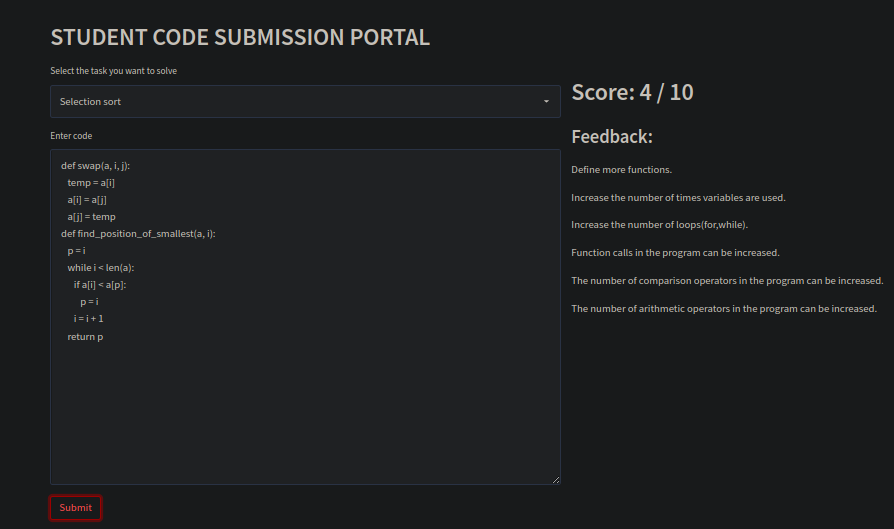 STUDENT CODE SUBMISSION PORTAL
Select the task you want to solve
Selection sort
Enter code
def swap(a, i, j):
temp = a[i]
a[i] = a[j]
a[j] = temp
def find_position_of_smallest(a, i):
p = i
while i < len(a):
if a[i] < a[p]:
p = i
i = i + 1
return p
Submit
Score: 4 / 10
Feedback:
Define more functions.
Increase the number of times variables are used.
Increase the number of loops(for,while).
Function calls in the program can be increased.
The number of comparison operators in the program can be increased.
The number of arithmetic operators in the program can be increased.